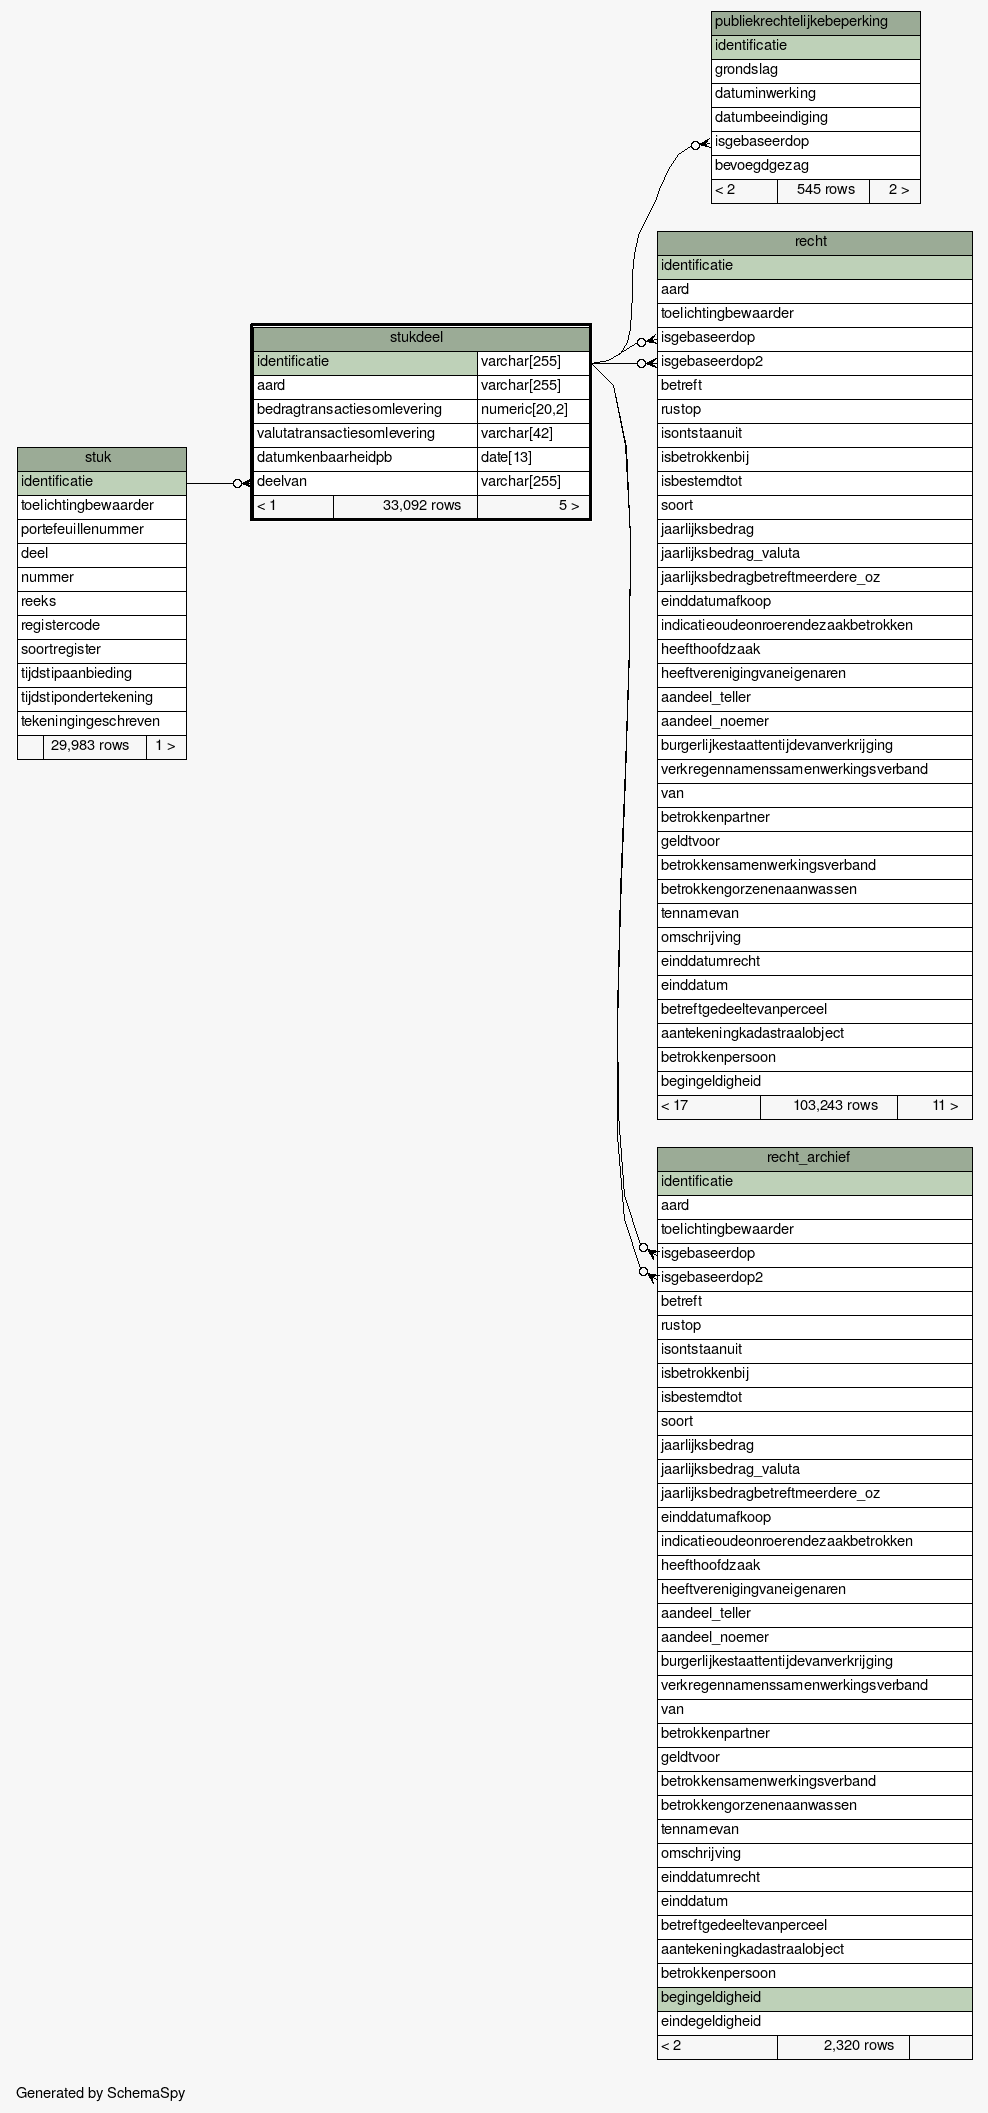 publiekrechtelijkebeperking
identificatie
grondslag
datuminwerking
datumbeeindiging
isgebaseerdop
bevoegdgezag
< 2 545 rows 2 >
recht
identificatie
aard
toelichtingbewaarder
isgebaseerdop
isgebaseerdop2
betreft
rustop
isontstaanuit
isbetrokkenbij
isbestemdtot
soort
jaarlijksbedrag
jaarlijksbedrag_valuta
jaarlijksbedragbetreftmeerdere_oz
einddatumafkoop
indicatieoudeonroerendezaakbetrokken
heefthoofdzaak
heeftverenigingvaneigenaren
aandeel_teller
aandeel_noemer
burgerlijkestaattentijdevanverkrijging
verkregennamenssamenwerkingsverband
van
betrokkenpartner
geldtvoor
betrokkensamenwerkingsverband
betrokkengorzenenaanwassen
tennamevan
omschrijving
einddatumrecht
einddatum
betreftgedeeltevanperceel
aantekeningkadastraalobject
betrokkenpersoon
begingeldigheid
< 17 103,243 rows 11 >
stukdeel
identificatie varchar[255]
aard varchar[255]
bedragtransactiesomlevering numeric[20,2]
valutatransactiesomlevering varchar[42]
datumkenbaarheidpb date[13]
deelvan varchar[255]
< 1 33,092 rows 5 >
stuk
identificatie
toelichtingbewaarder
portefeuillenummer
deel
nummer
reeks
registercode
soortregister
tijdstipaanbieding
tijdstipondertekening
tekeningingeschreven
29,983 rows 1 >
recht_archief
identificatie
aard
toelichtingbewaarder
isgebaseerdop
isgebaseerdop2
betreft
rustop
isontstaanuit
isbetrokkenbij
isbestemdtot
soort
jaarlijksbedrag
jaarlijksbedrag_valuta
jaarlijksbedragbetreftmeerdere_oz
einddatumafkoop
indicatieoudeonroerendezaakbetrokken
heefthoofdzaak
heeftverenigingvaneigenaren
aandeel_teller
aandeel_noemer
burgerlijkestaattentijdevanverkrijging
verkregennamenssamenwerkingsverband
van
betrokkenpartner
geldtvoor
betrokkensamenwerkingsverband
betrokkengorzenenaanwassen
tennamevan
omschrijving
einddatumrecht
einddatum
betreftgedeeltevanperceel
aantekeningkadastraalobject
betrokkenpersoon
begingeldigheid
eindegeldigheid
< 2 2,320 rows
Generated by SchemaSpy